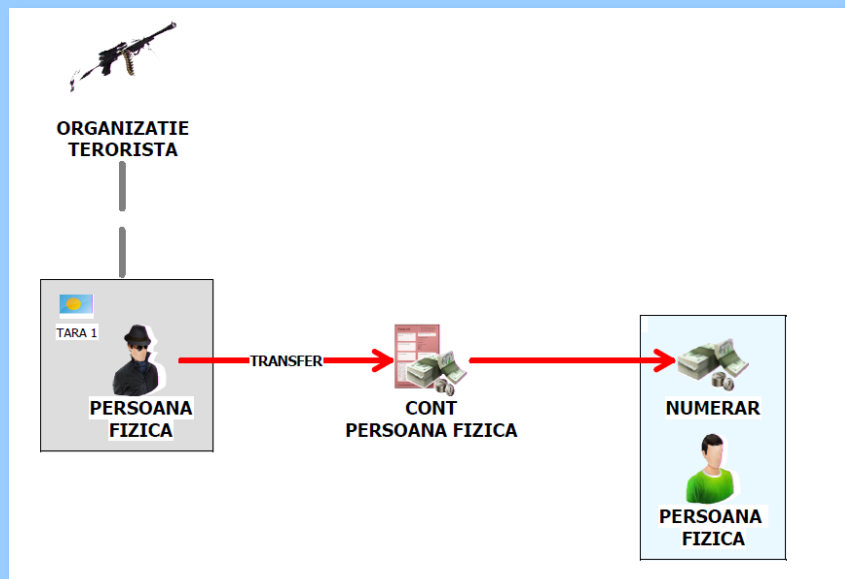 ORGANIZATIE
TERORISTA
TARA 1
PERSOANA
FIZICA
TRANSFER
CONT
PERSOANA FIZICA
NUMERAR
PERSOANA
FIZICA